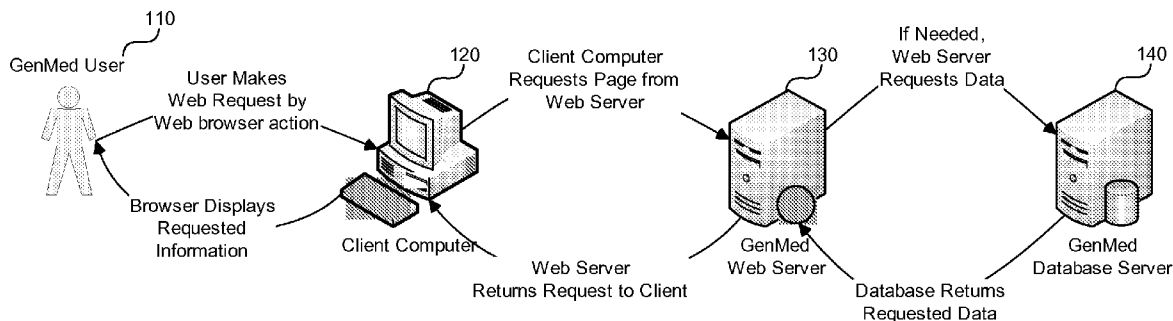 110
GenMed User
User Makes
Web Request by
Web browser action
Browser Displays
Requested
Information
120
Client Computer
Client Computer
Requests Page from
Web Server
Web Server
Returns Request to Client
130
GenMed
Web Server
If Needed,
Web Server
Requests Data
Database Returns
Requested Data
140
GenMed
Database Server